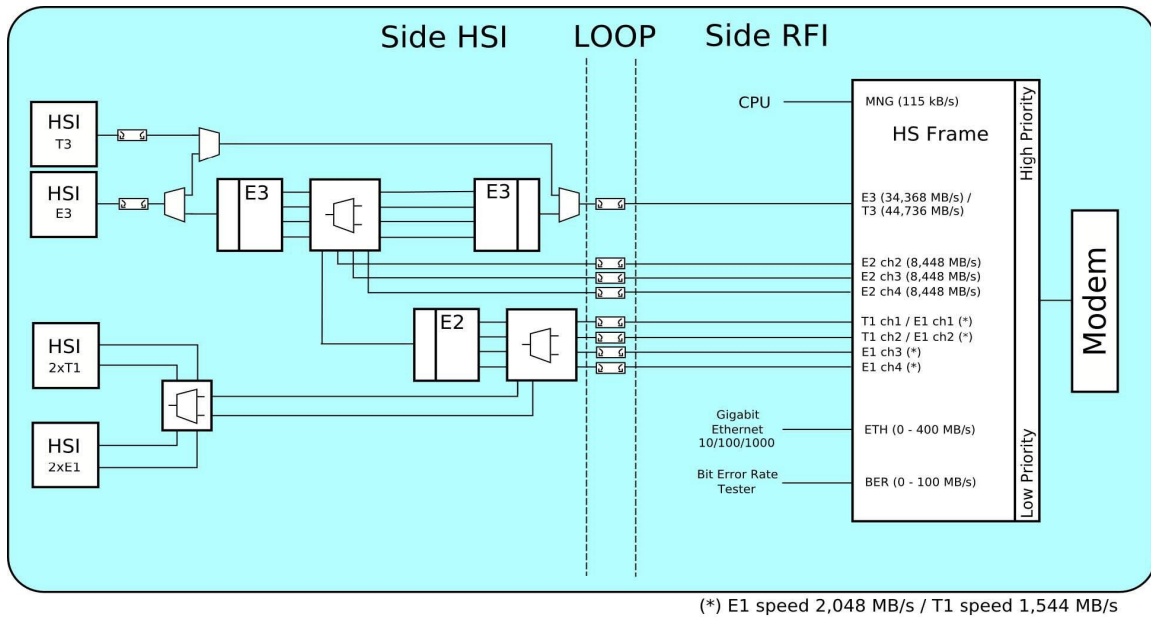 Side HSI
LOOP
Side RFI
HSI
T3
HSI
E3
E3
E3
E2
HSI
2xT1
HSI
2xE1
CPU
MNG (115 kB/s)
HS Frame
E3 (34,368 MB/s) /
T3 (44,736 MB/s)
E2 ch2 (8,448 MB/s)
E2 ch3 (8,448 MB/s)
E2 ch4 (8,448 MB/s)
T1 ch1 / E1 ch1 (*)
T1 ch2 / E1 ch2 (*)
E1 ch3 (*)
E1 ch4 (*)
Gigabit
Ethernet
10/100/1000
ETH (0 - 400 MB/s)
Bit Error Rate
Tester
BER (0 - 100 MB/s)
High Priority
Low Priority
Modem
(*) E1 speed 2,048 MB/s / T1 speed 1,544 MB/s